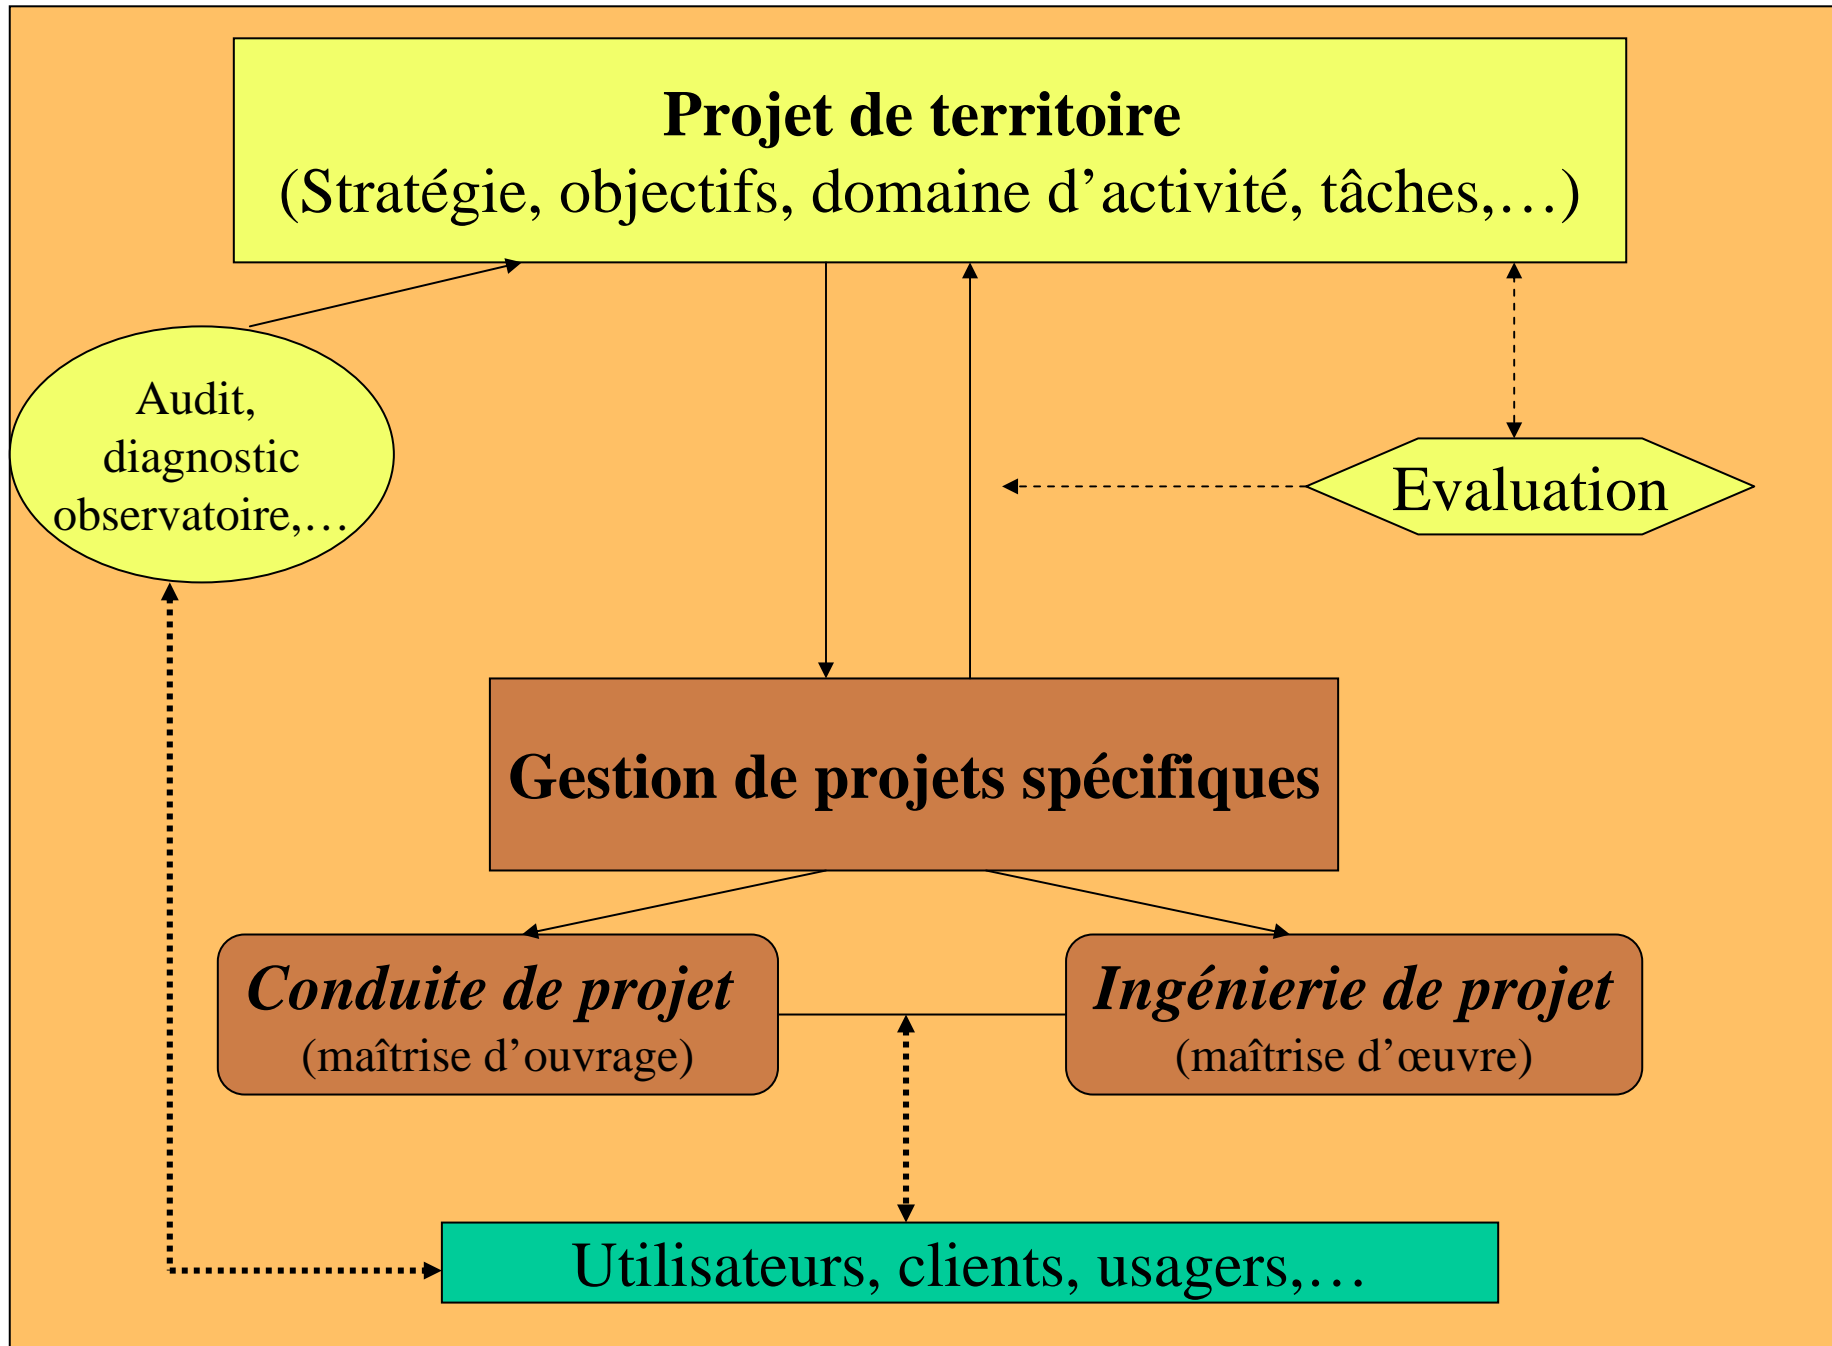 Projet de territoire
(Stratégie, objectifs, domaine d’activité, tâches,…)
Audit,
diagnostic
observatoire,…
Evaluation
Gestion de projets spécifiques
Conduite de projet
(maîtrise d’ouvrage)
Ingénierie de projet
(maîtrise d’œuvre)
Utilisateurs, clients, usagers,…